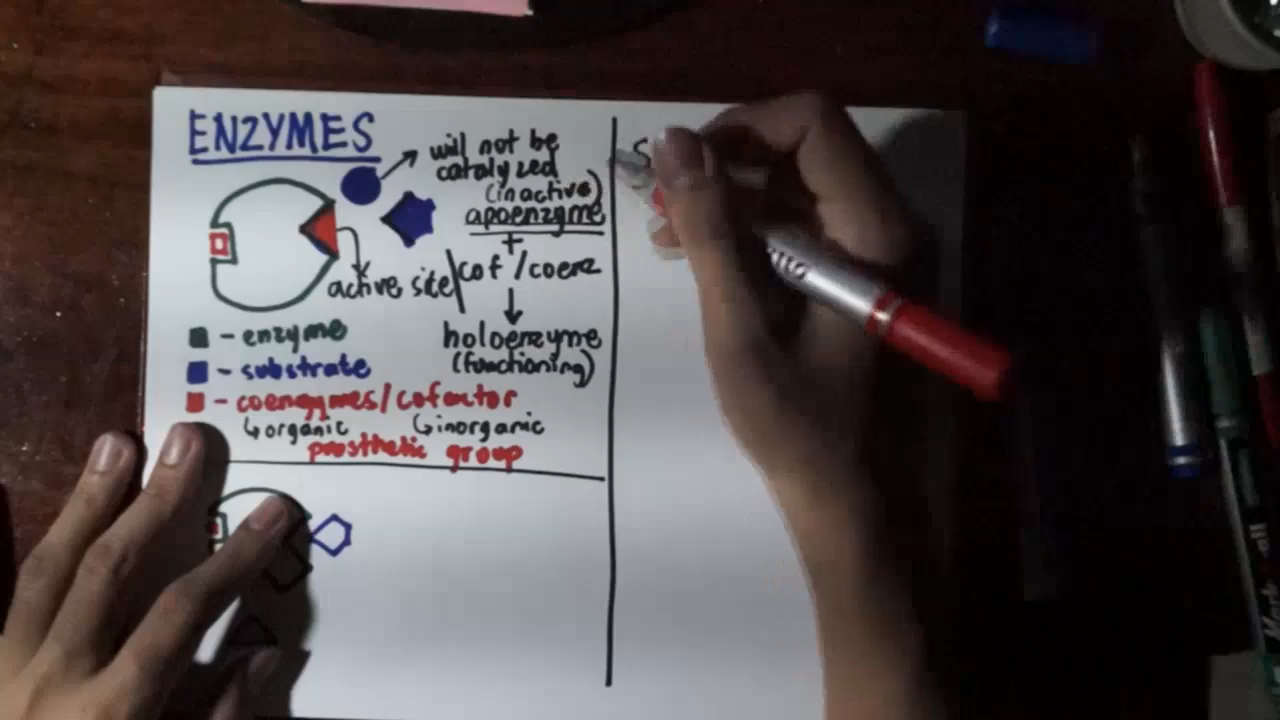 ENZYMES
will not be
catalyzed
(inactive)
apoenzyme
+
cof/coenz
holoenzyme
(functioning)
active site
- enzyme
- substrate
- coenzymes/cofactor
organic inorganic
prosthetic group
S